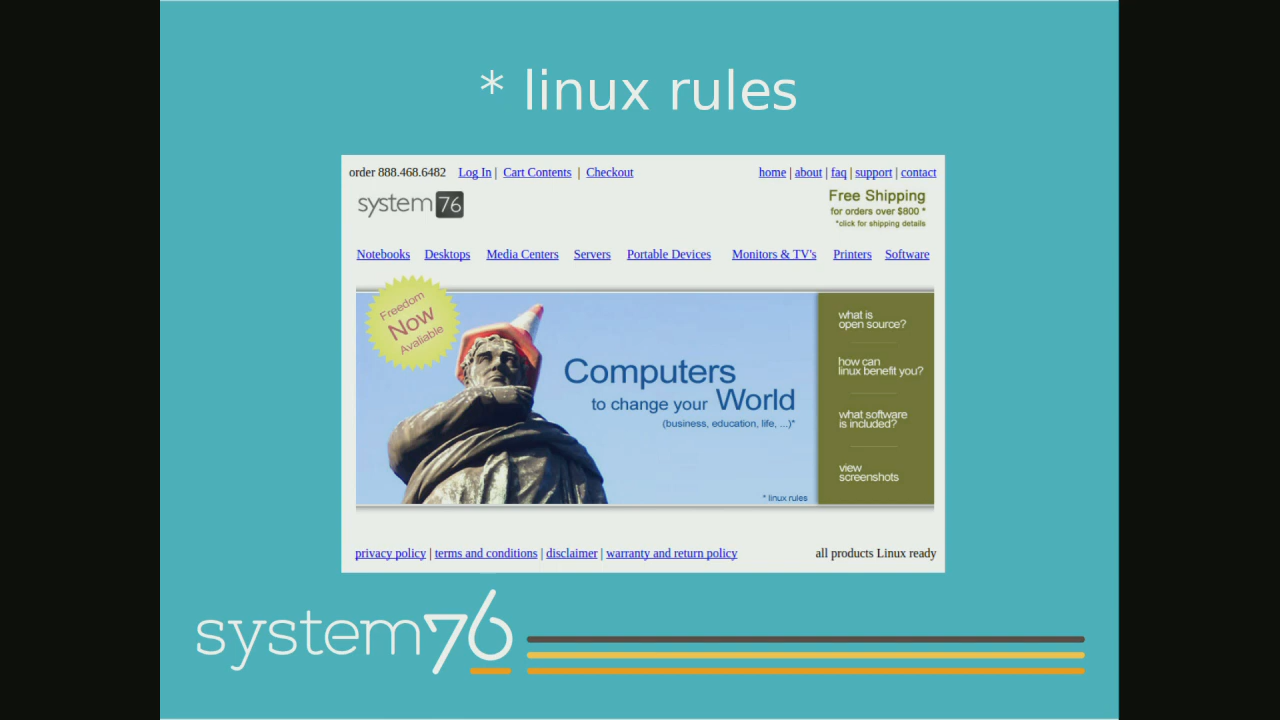 * linux rules
order 888.468.6482 Log In | Cart Contents | Checkout home | about | faq | support | contact
system76
Free Shipping
for orders over $800 *
*click for shipping details
Notebooks Desktops Media Centers Servers Portable Devices Monitors & TV's Printers Software
Freedom
Now
Avaliable
Computers
to change your World
(business, education, life, ...)*
* linux rules
what is
open source?
how can
linux benefit you?
what software
is included?
view
screenshots
privacy policy | terms and conditions | disclaimer | warranty and return policy all products Linux ready
system76